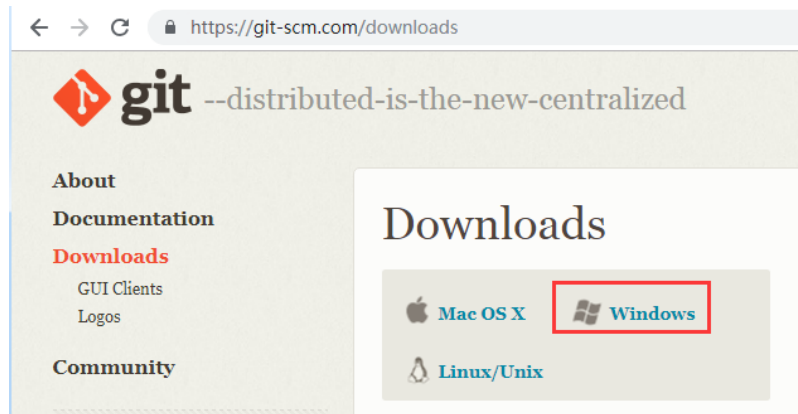 https://git-scm.com/downloads
git --distributed-is-the-new-centralized
About
Documentation
Downloads
GUI Clients
Logos
Community
Downloads
Mac OS X
Windows
Linux/Unix